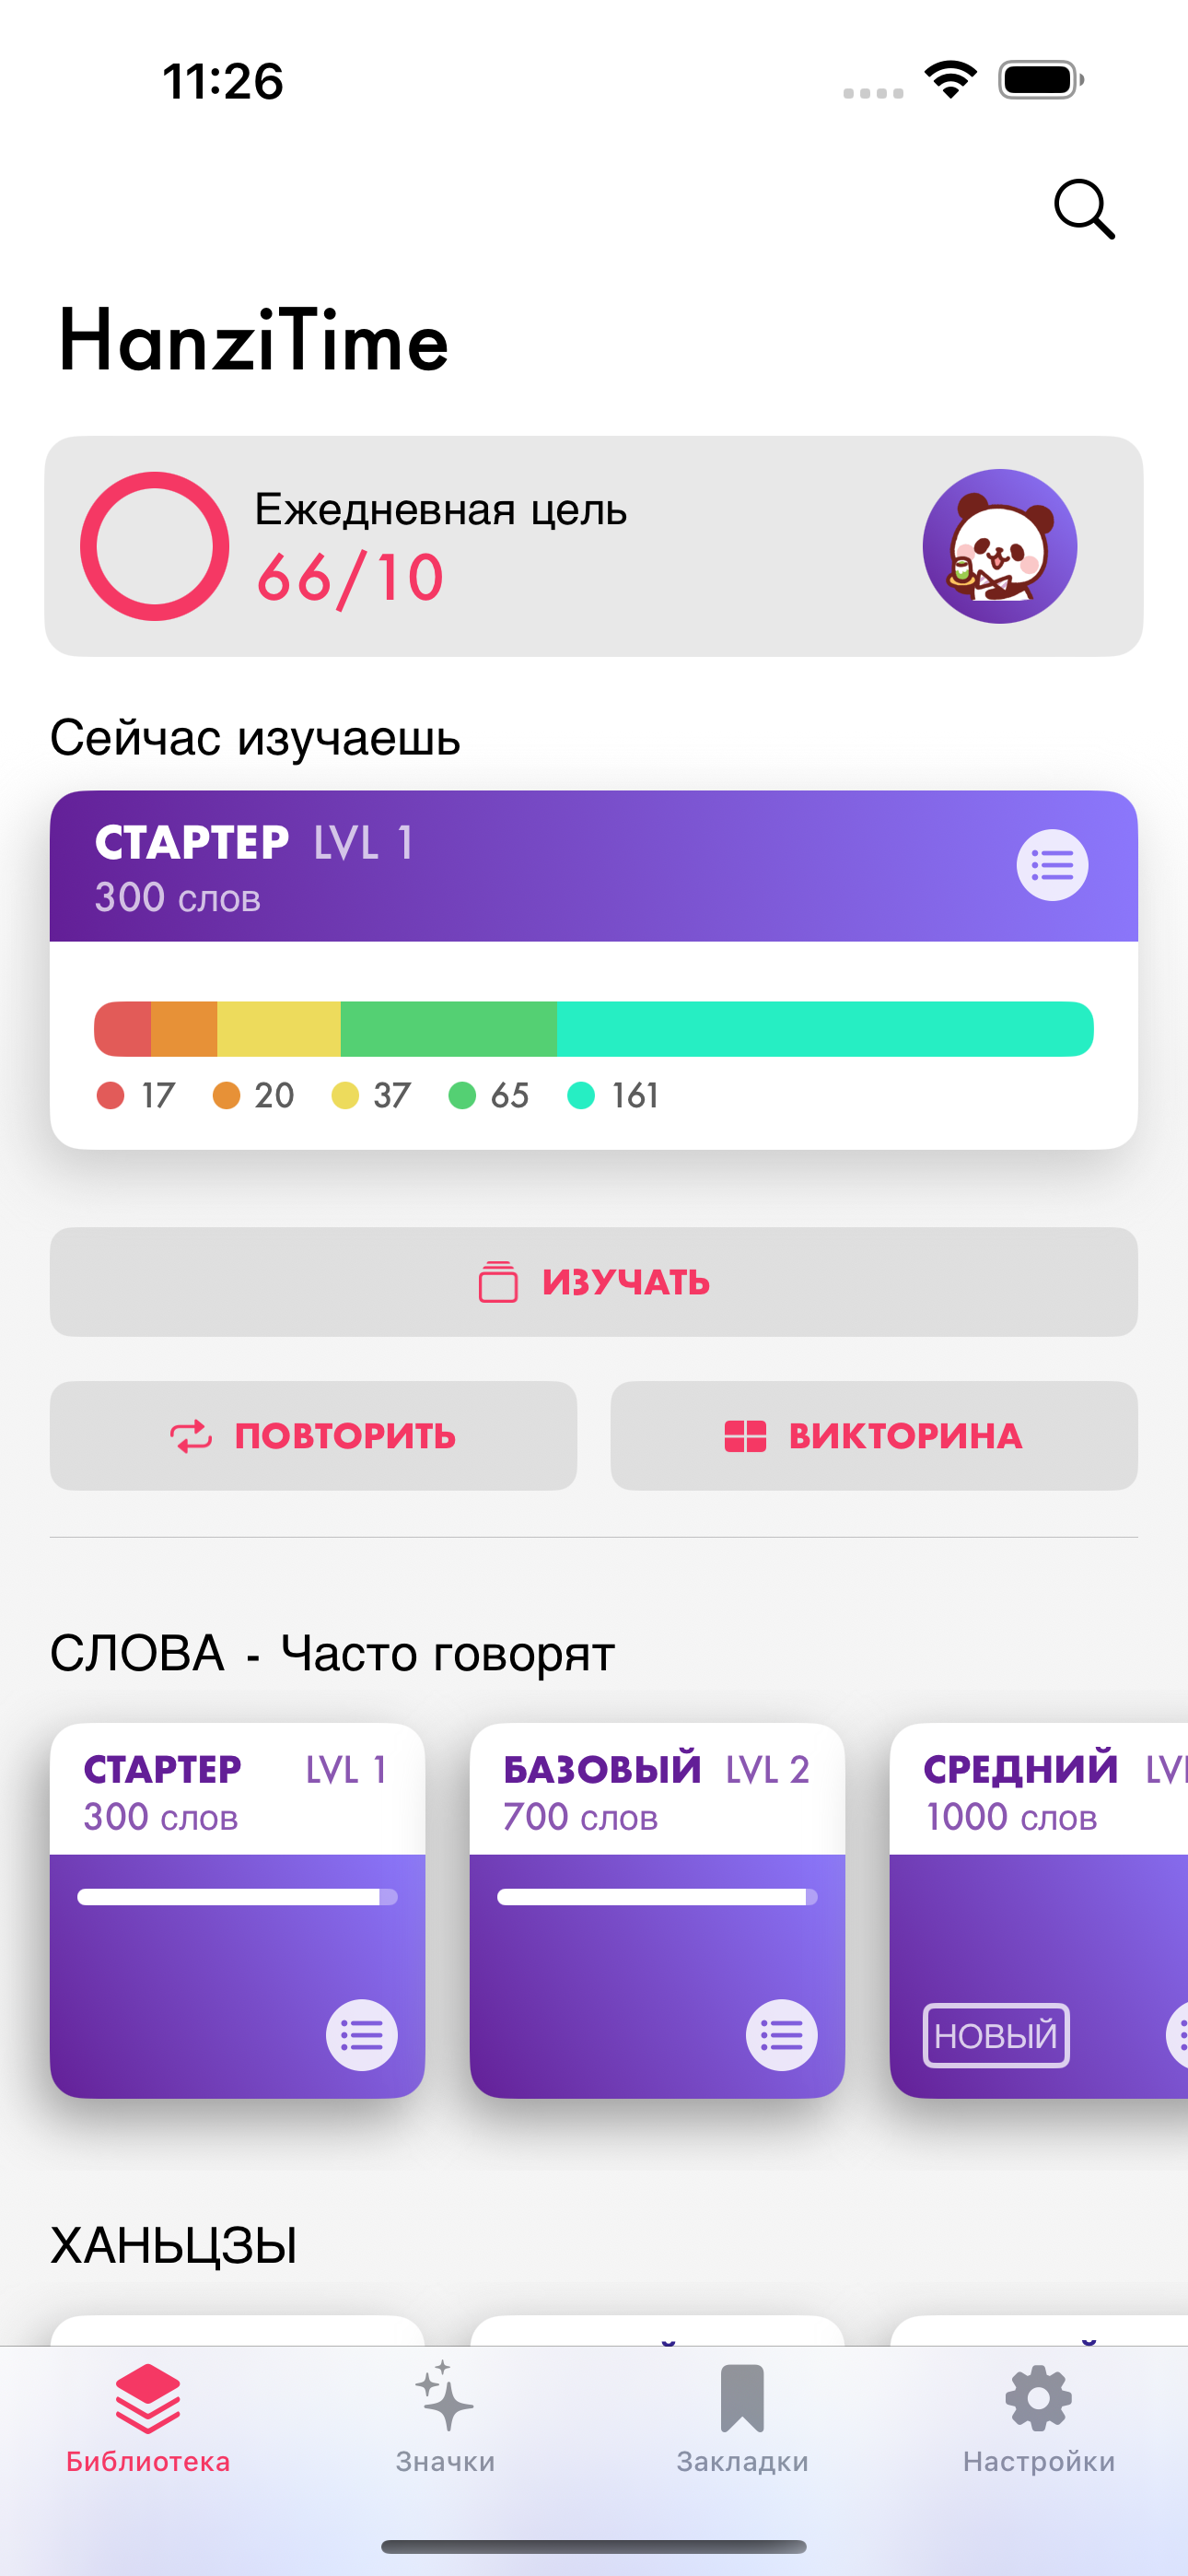 11:26
HanziTime
Ежедневная цель
66/10
Сейчас изучаешь
СТАРТЕР LVL 1
300 слов
17 20 37 65 161
ИЗУЧАТЬ
ПОВТОРИТЬ
ВИКТОРИНА
СЛОВА - Часто говорят
СТАРТЕР LVL 1
300 слов
БАЗОВЫЙ LVL 2
700 слов
СРЕДНИЙ
1000 слов
НОВЫЙ
ХАНЬЦЗЫ
Библиотека
Значки
Закладки
Настройки